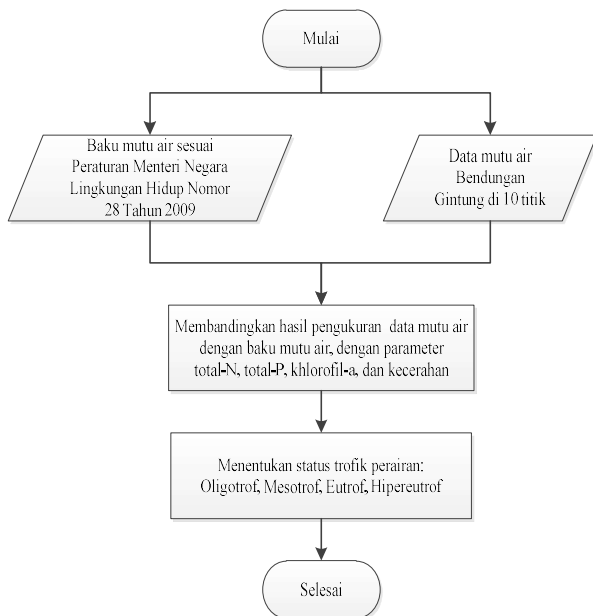 Mulai
Baku mutu air sesuai
Peraturan Menteri Negara
Lingkungan Hidup Nomor
28 Tahun 2009
Data mutu air
Bendungan
Gintung di 10 titik
Membandingkan hasil pengukuran data mutu air
dengan baku mutu air, dengan parameter
total-N, total-P, khlorofil-a, dan kecerahan
Menentukan status trofik perairan:
Oligotrof, Mesotrof, Eutrof, Hipereutrof
Selesai